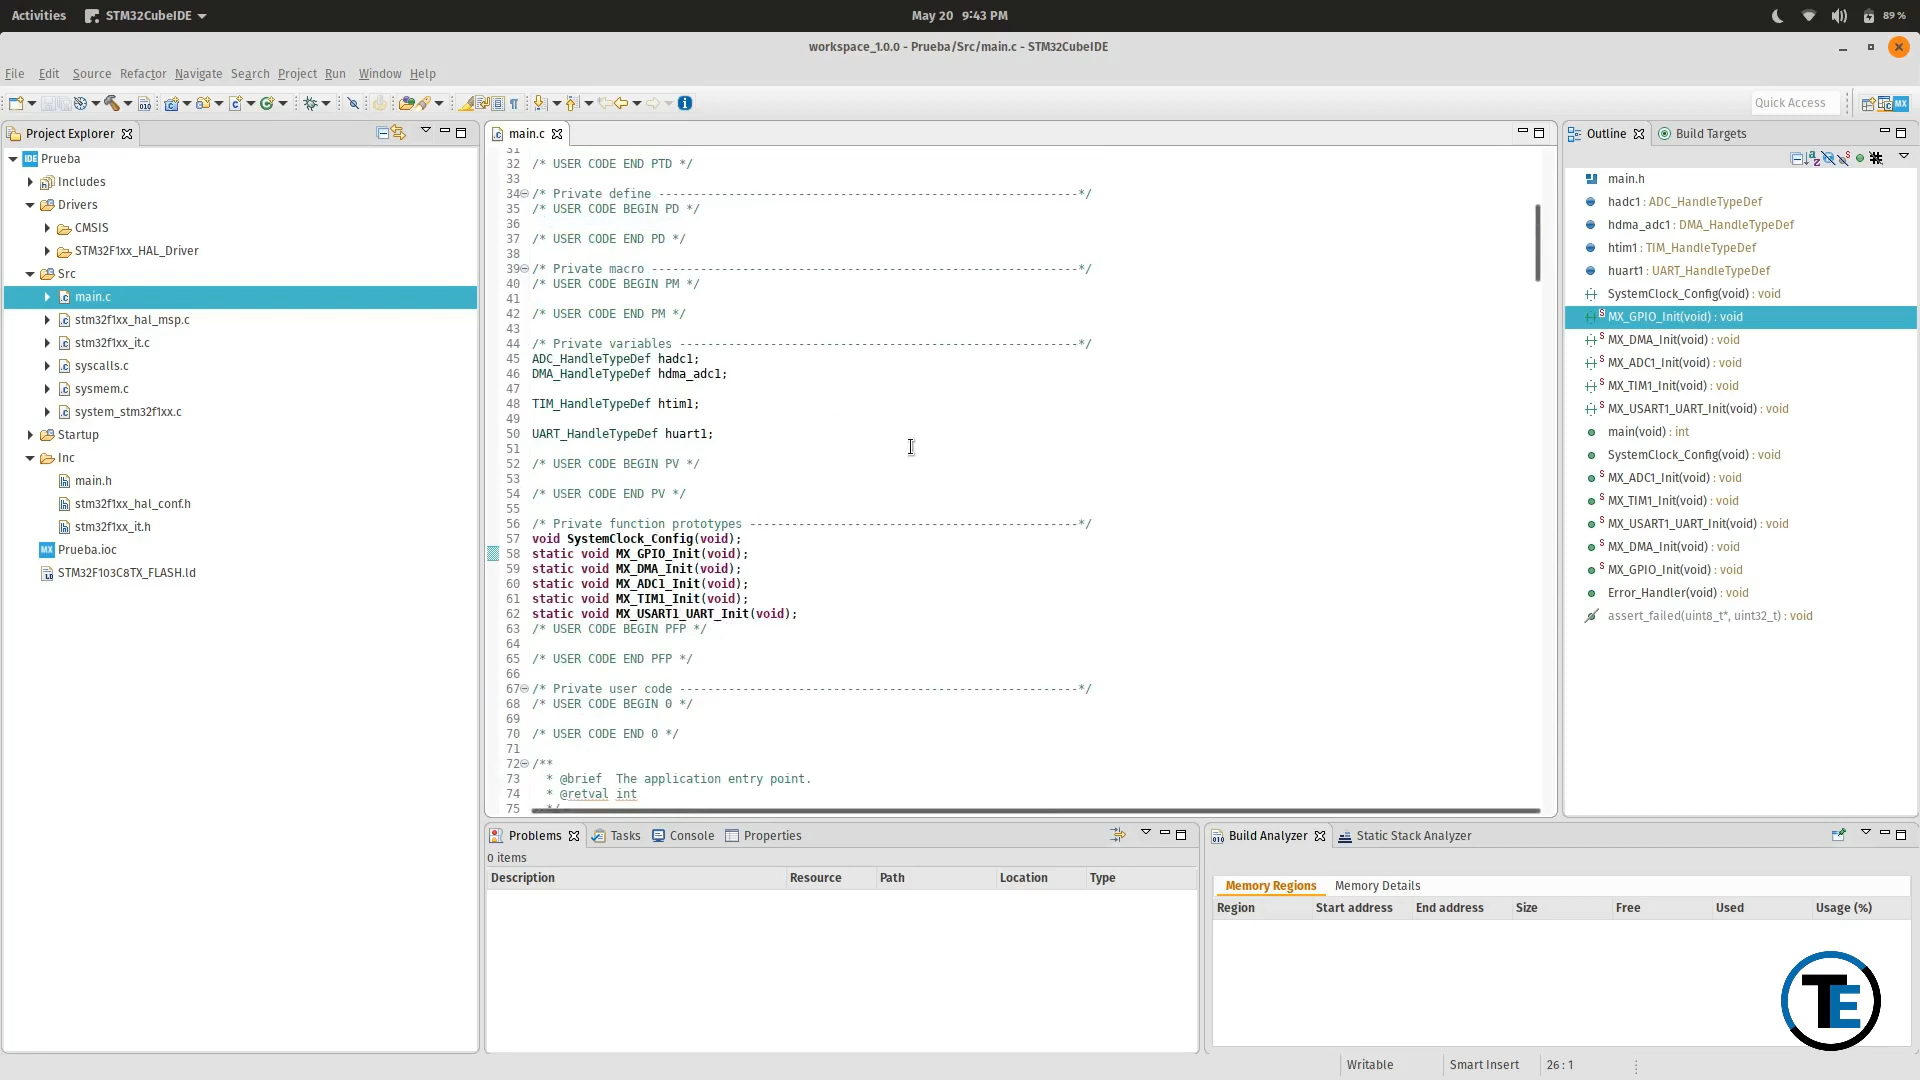 Activities STM32CubeIDE May 20 9:43 PM 89 %
workspace_1.0.0 - Prueba/Src/main.c - STM32CubeIDE
File Edit Source Refactor Navigate Search Project Run Window Help
Quick Access
Project Explorer
Prueba
Includes
Drivers
CMSIS
STM32F1xx_HAL_Driver
Src
main.c
stm32f1xx_hal_msp.c
stm32f1xx_it.c
syscalls.c
sysmem.c
system_stm32f1xx.c
Startup
Inc
main.h
stm32f1xx_hal_conf.h
stm32f1xx_it.h
Prueba.ioc
STM32F103C8TX_FLASH.ld
main.c
31
32 /* USER CODE END PTD */
33
34 /* Private define ------------------------------------------------------------*/
35 /* USER CODE BEGIN PD */
36
37 /* USER CODE END PD */
38
39 /* Private macro -------------------------------------------------------------*/
40 /* USER CODE BEGIN PM */
41
42 /* USER CODE END PM */
43
44 /* Private variables ---------------------------------------------------------*/
45 ADC_HandleTypeDef hadc1;
46 DMA_HandleTypeDef hdma_adc1;
47
48 TIM_HandleTypeDef htim1;
49
50 UART_HandleTypeDef huart1;
51
52 /* USER CODE BEGIN PV */
53
54 /* USER CODE END PV */
55
56 /* Private function prototypes -----------------------------------------------*/
57 void SystemClock_Config(void);
58 static void MX_GPIO_Init(void);
59 static void MX_DMA_Init(void);
60 static void MX_ADC1_Init(void);
61 static void MX_TIM1_Init(void);
62 static void MX_USART1_UART_Init(void);
63 /* USER CODE BEGIN PFP */
64
65 /* USER CODE END PFP */
66
67 /* Private user code ---------------------------------------------------------*/
68 /* USER CODE BEGIN 0 */
69
70 /* USER CODE END 0 */
71
72 /**
73 * @brief The application entry point.
74 * @retval int
75 */
Outline Build Targets
main.h
hadc1 : ADC_HandleTypeDef
hdma_adc1 : DMA_HandleTypeDef
htim1 : TIM_HandleTypeDef
huart1 : UART_HandleTypeDef
SystemClock_Config(void) : void
MX_GPIO_Init(void) : void
MX_DMA_Init(void) : void
MX_ADC1_Init(void) : void
MX_TIM1_Init(void) : void
MX_USART1_UART_Init(void) : void
main(void) : int
SystemClock_Config(void) : void
MX_ADC1_Init(void) : void
MX_TIM1_Init(void) : void
MX_USART1_UART_Init(void) : void
MX_DMA_Init(void) : void
MX_GPIO_Init(void) : void
Error_Handler(void) : void
assert_failed(uint8_t*, uint32_t) : void
Problems Tasks Console Properties
0 items
Description Resource Path Location Type
Build Analyzer Static Stack Analyzer
Memory Regions Memory Details
Region Start address End address Size Free Used Usage (%)
TE
Writable Smart Insert 26 : 1